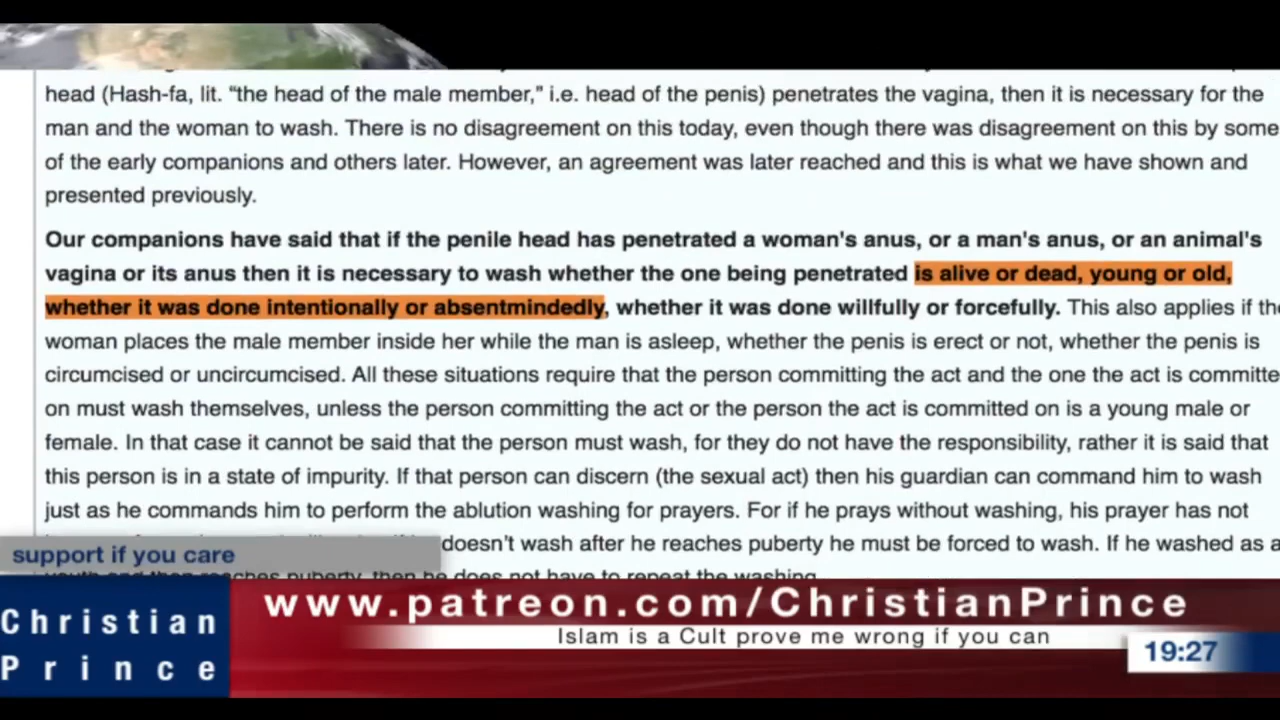 head (Hash-fa, lit. “the head of the male member,” i.e. head of the penis) penetrates the vagina, then it is necessary for the
man and the woman to wash. There is no disagreement on this today, even though there was disagreement on this by some
of the early companions and others later. However, an agreement was later reached and this is what we have shown and
presented previously.
Our companions have said that if the penile head has penetrated a woman's anus, or a man's anus, or an animal's
vagina or its anus then it is necessary to wash whether the one being penetrated is alive or dead, young or old,
whether it was done intentionally or absentmindedly, whether it was done willfully or forcefully. This also applies if the
woman places the male member inside her while the man is asleep, whether the penis is erect or not, whether the penis is
circumcised or uncircumcised. All these situations require that the person committing the act and the one the act is committe
on must wash themselves, unless the person committing the act or the person the act is committed on is a young male or
female. In that case it cannot be said that the person must wash, for they do not have the responsibility, rather it is said that
this person is in a state of impurity. If that person can discern (the sexual act) then his guardian can command him to wash
just as he commands him to perform the ablution washing for prayers. For if he prays without washing, his prayer has not
doesn't wash after he reaches puberty he must be forced to wash. If he washed as a
youth and then reaches puberty, then he does not have to repeat the washing.
support if you care
Christian
Prince
www.patreon.com/ChristianPrince
Islam is a Cult prove me wrong if you can
19:27